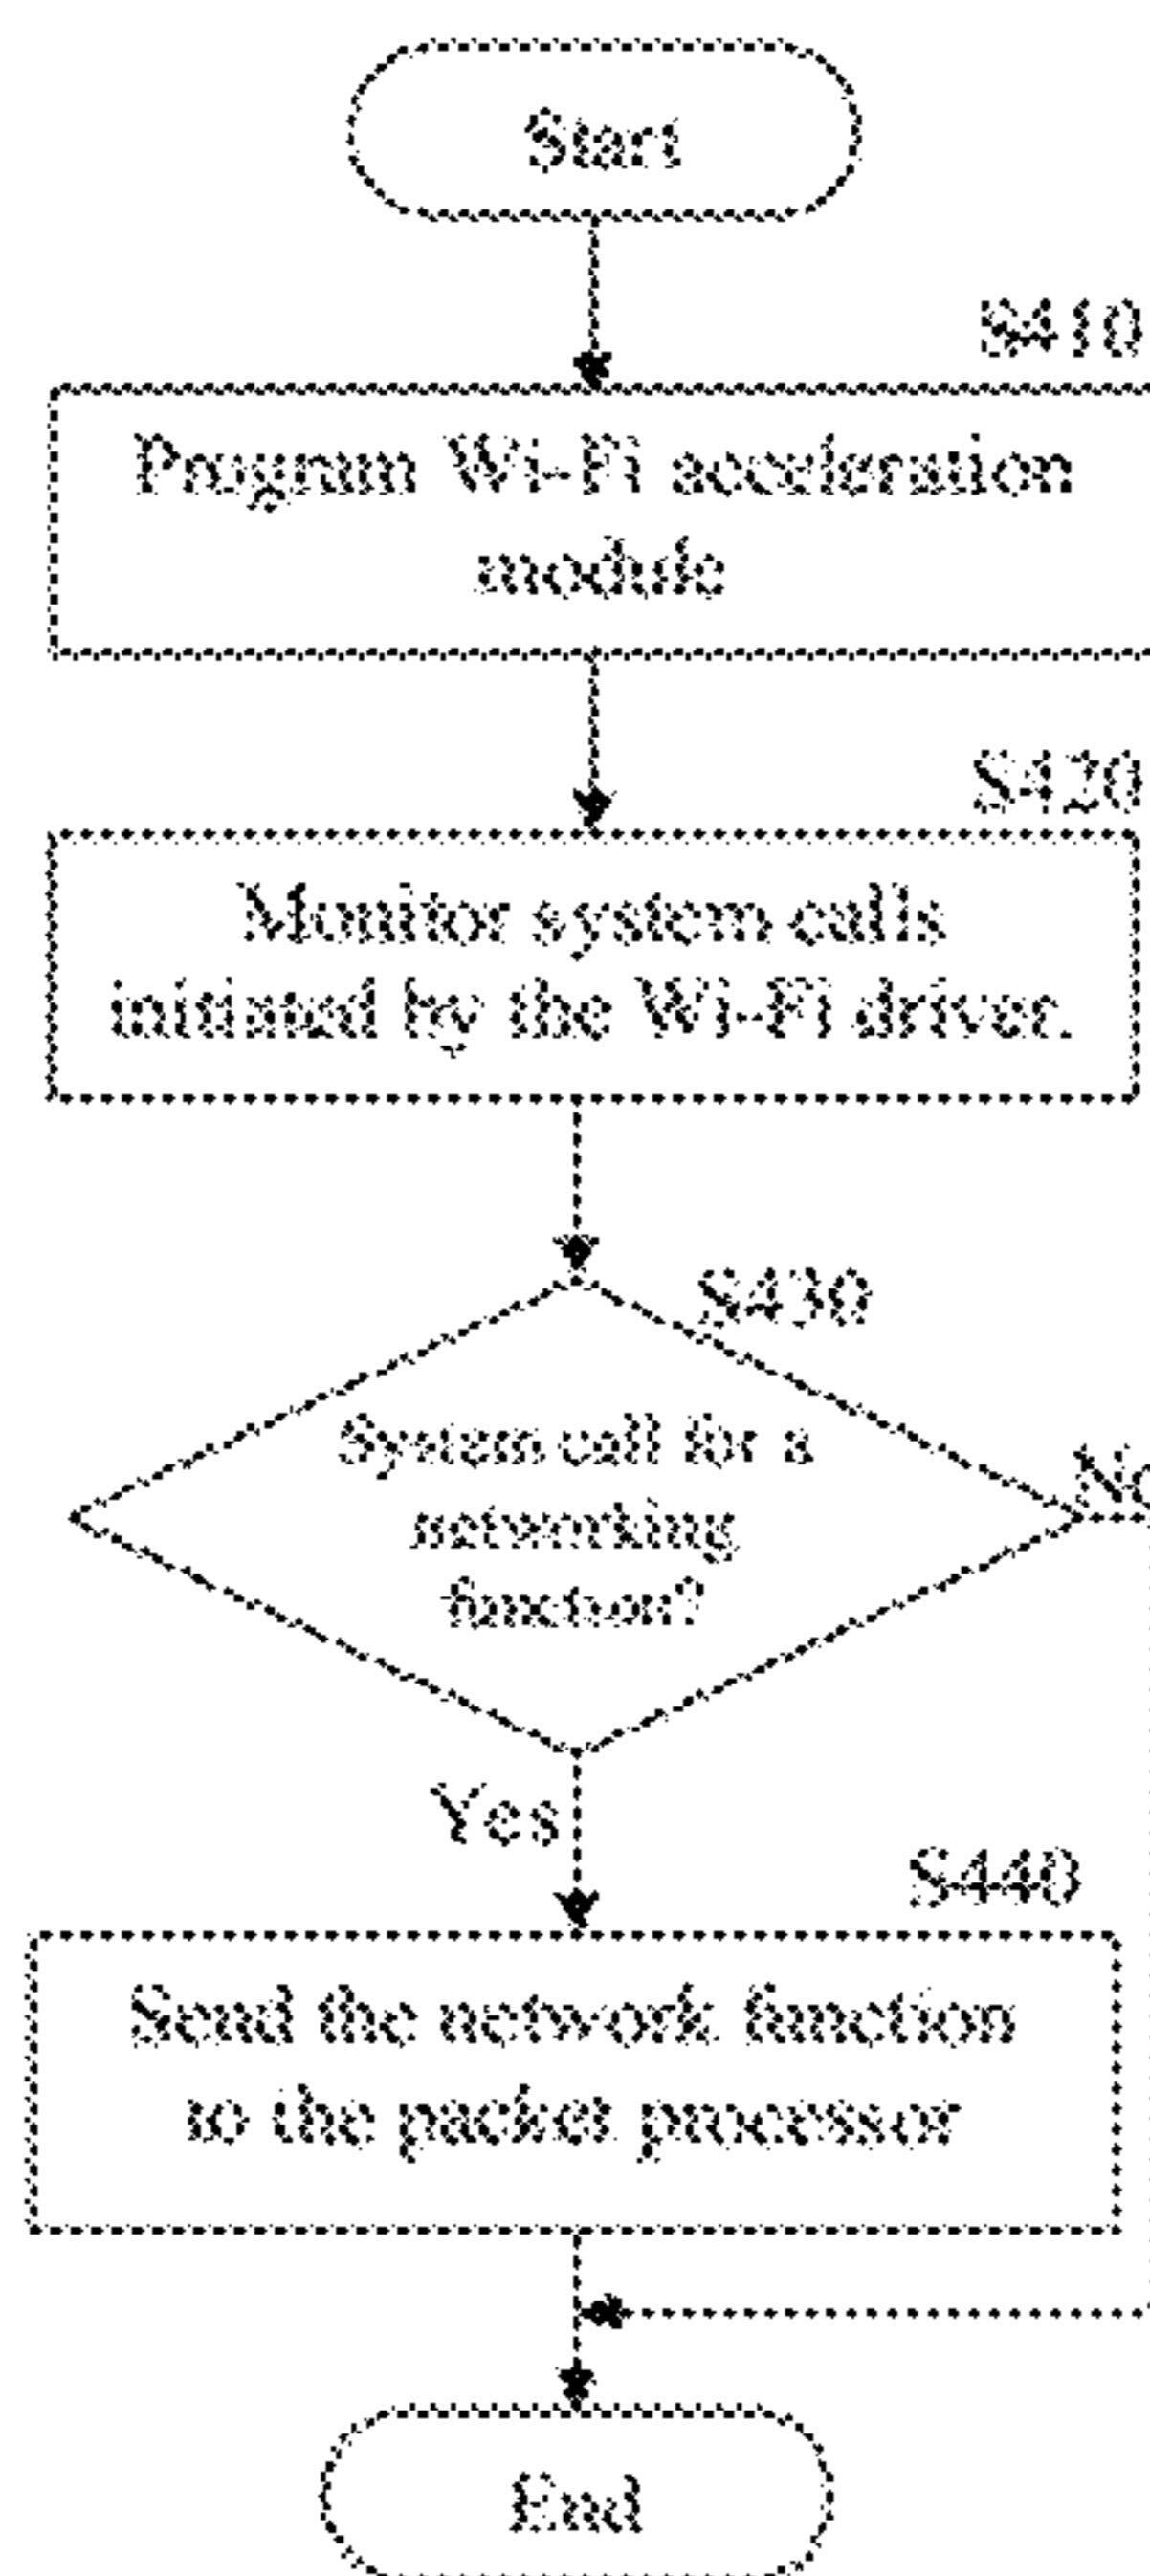 Start
S410
Program Wi-Fi acceleration
module
S420
Monitor system calls
initiated by the Wi-Fi driver.
S430
System call for a
networking
function?
No
Yes
S440
Send the network function
to the packet processor
End